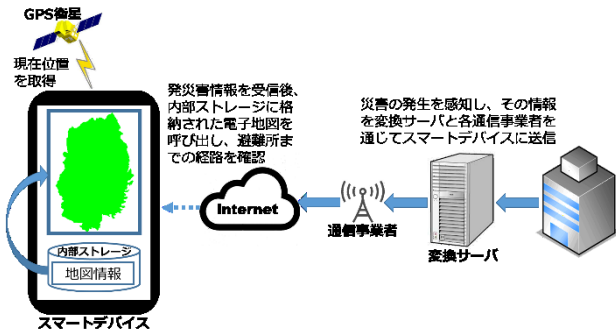 GPS衛星
現在位置
を取得
発災害情報を受信後、
内部ストレージに格
納された電子地図を
呼び出し、避難所ま
での経路を確認
災害の発生を感知し、その情報
を変換サーバと各通信事業者を
通じてスマートデバイスに送信
Internet
通信事業者
変換サーバ
内部ストレージ
地図情報
スマートデバイス